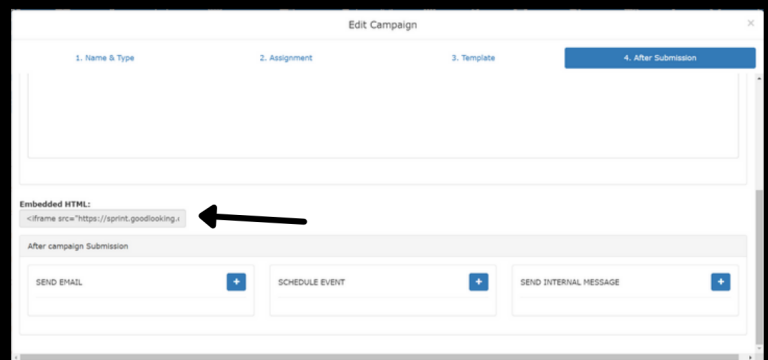 Edit Campaign
×
1. Name & Type
2. Assignment
3. Template
4. After Submission
Embedded HTML:
<iframe src="https://sprint.goodlooking.
After campaign Submission
SEND EMAIL
+
SCHEDULE EVENT
+
SEND INTERNAL MESSAGE
+